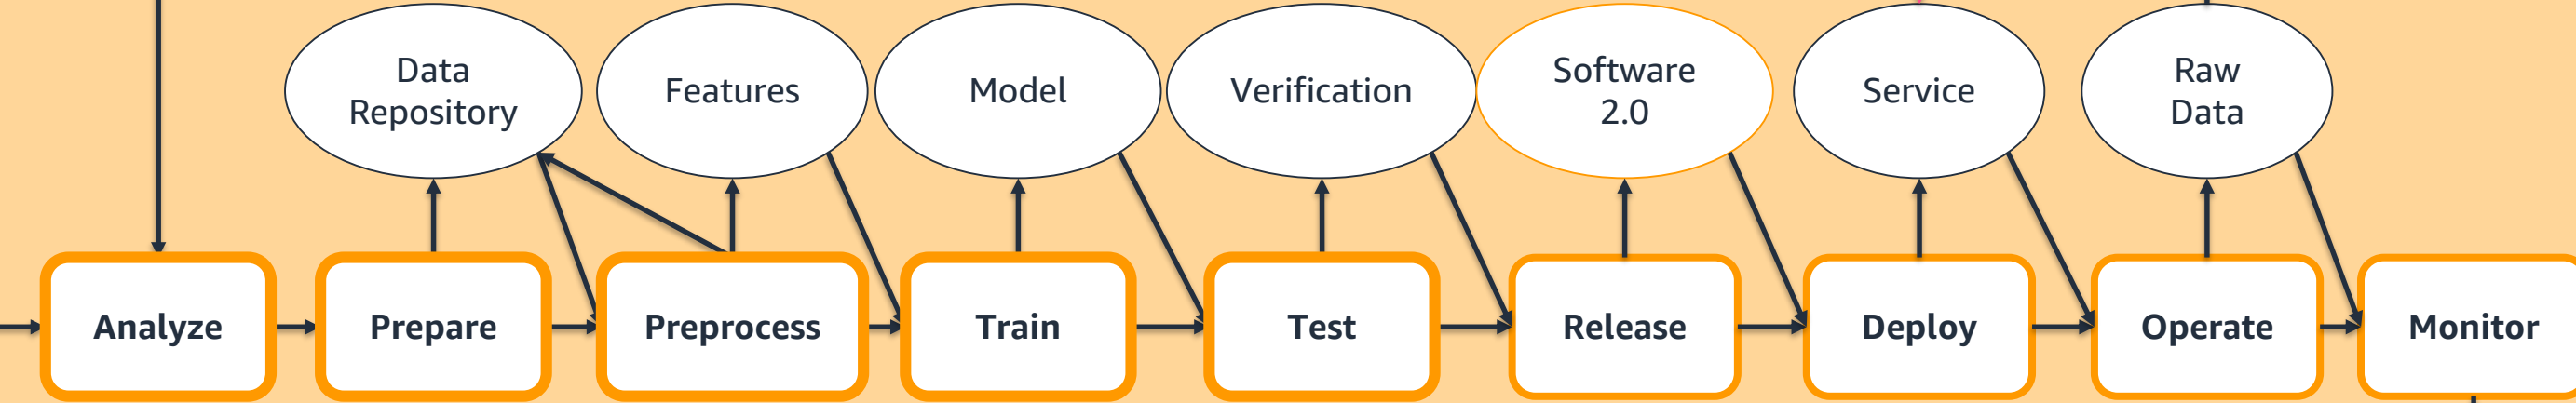 Data
Repository
Features
Model
Verification
Software
2.0
Service
Raw
Data
Analyze
Prepare
Preprocess
Train
Test
Release
Deploy
Operate
Monitor